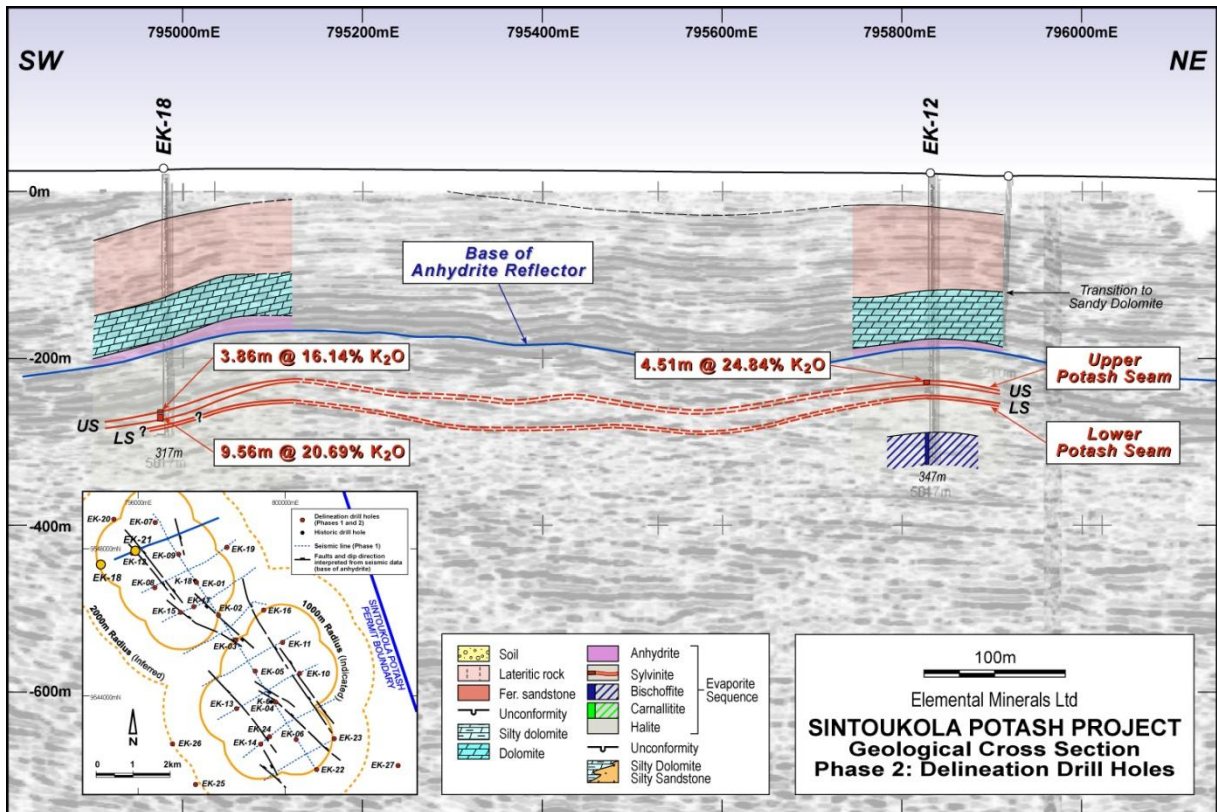 795000mE
795200mE
795400mE
795600mE
795800mE
796000mE
SW
NE
EK-18
EK-12
0m
Base of
Anhydrite Reflector
Transition to
Sandy Dolomite
-200m
3.86m @ 16.14% K₂O
4.51m @ 24.84% K₂O
Upper
Potash Seam
US
LS
US
LS
?
?
Lower
Potash Seam
9.56m @ 20.69% K₂O
317m
347m
5017m
-400m
-600m
796000mE
800000mE
9548000mN
9544000mN
EK-20
EK-07
EK-21
EK-12
EK-09
EK-19
EK-18
EK-08
K-18
EK-01
EK-17
EK-15
EK-02
EK-16
EK-03
EK-11
EK-05
EK-10
EK-04
EK-13
EK-24
EK-14
EK-06
EK-23
EK-26
EK-22
EK-27
EK-25
2000m Radius (Inferred)
1000m Radius (Indicated)
SINTOUKOLA POTASH
PERMIT BOUNDARY
N
0
1
2km
Delineation drill holes
(Phases 1 and 2)
Historic drill hole
Seismic line (Phase 1)
Faults and dip direction
interpreted from seismic data
(base of anhydrite)
Soil
Lateritic rock
Fer. sandstone
Unconformity
Silty dolomite
Dolomite
Anhydrite
Sylvinite
Bischoffite
Carnallitite
Halite
Evaporite
Sequence
Unconformity
Silty Dolomite
Silty Sandstone
100m
Elemental Minerals Ltd
SINTOUKOLA POTASH PROJECT
Geological Cross Section
Phase 2: Delineation Drill Holes